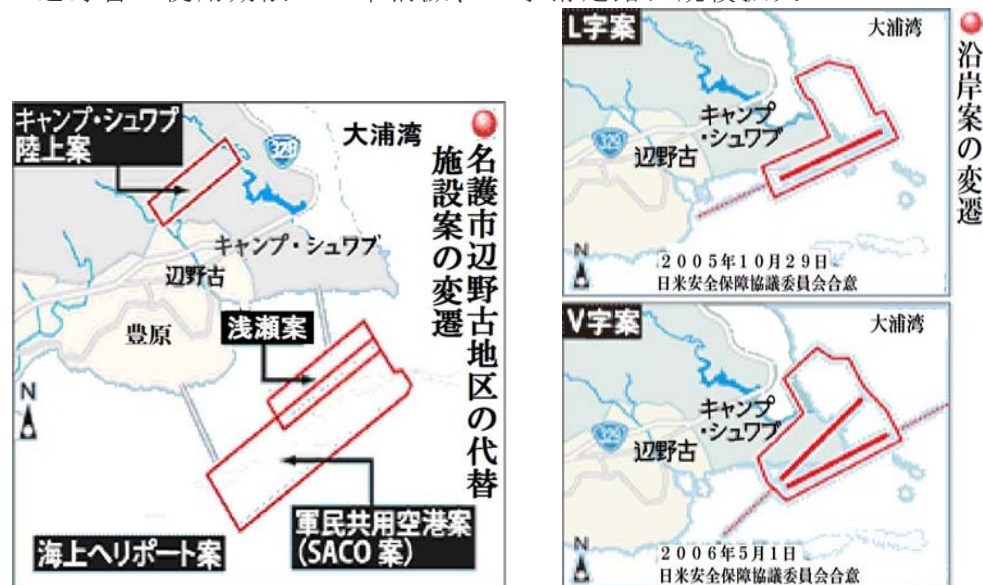 キャンプ・シュワブ
陸上案
328
大浦湾
名護市辺野古地区の代替
施設案の変遷
キャンプ・シュワブ
辺野古
豊原
浅瀬案
N
軍民共用空港案
(SACO案)
海上ヘリポート案
沿岸案の変遷
L字案
大浦湾
キャンプ
・シュワブ
329
辺野古
N
2005年10月29日
日米安全保障協議委員会合意
V字案
大浦湾
キャンプ
・シュワブ
329
辺野古
N
2006年5月1日
日米安全保障協議委員会合意